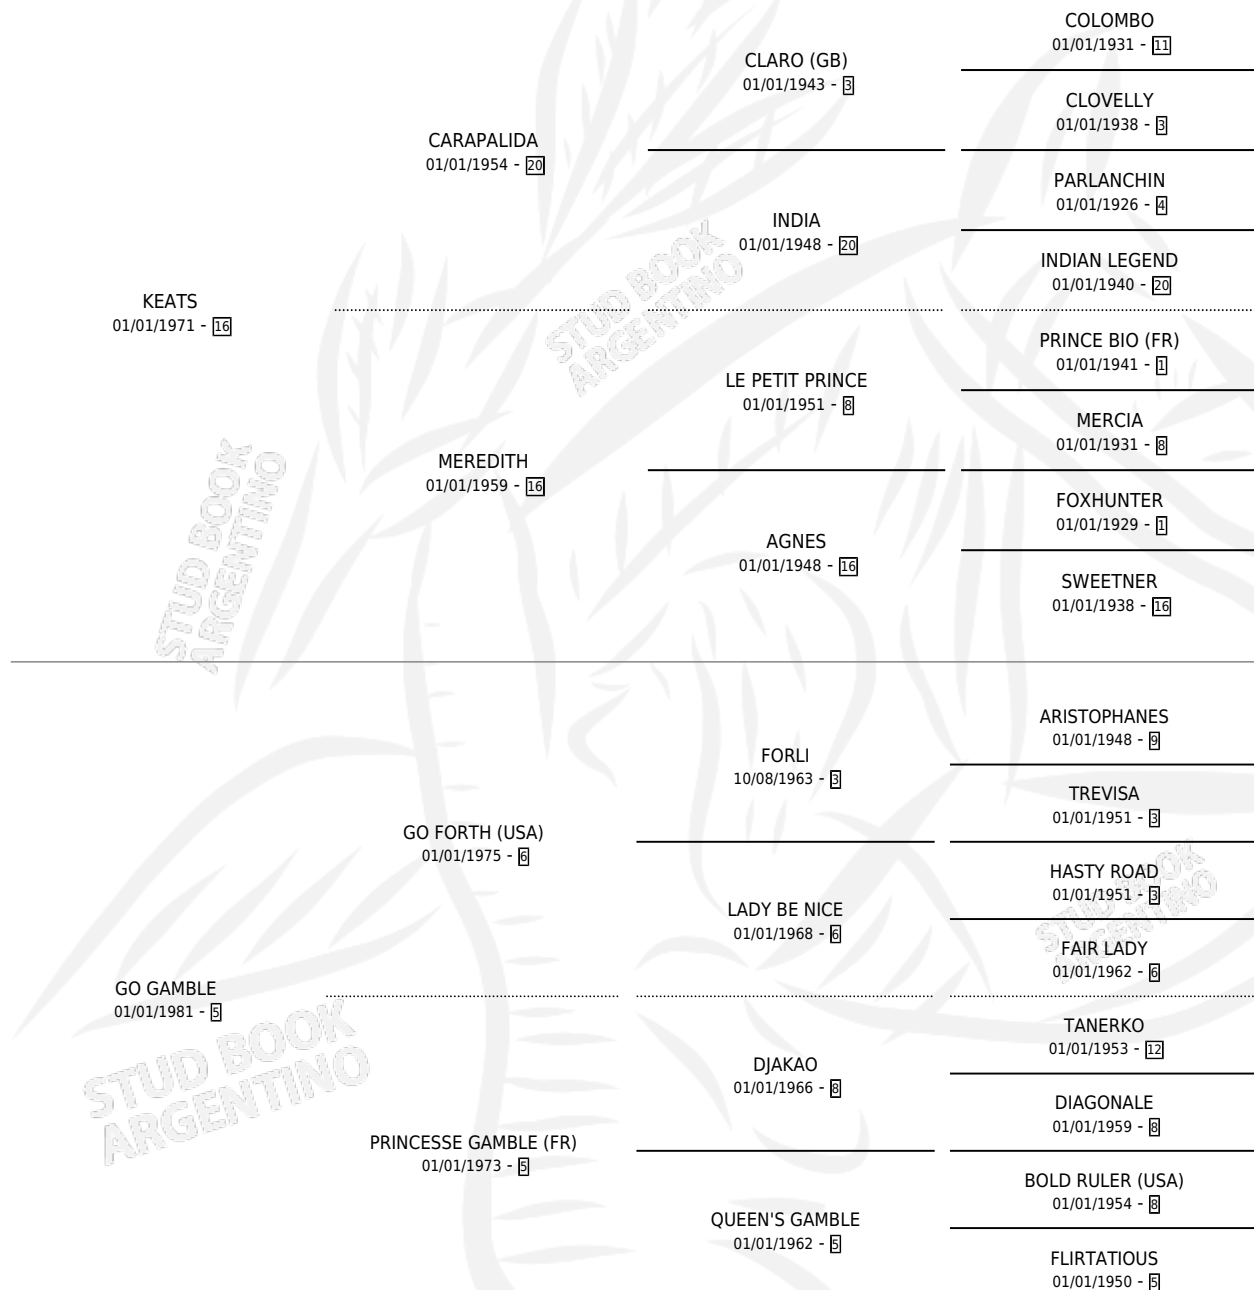 COLOMBO
01/01/1931 - 11
CLARO (GB)
01/01/1943 - 3
CLOVELLY
01/01/1938 - 3
CARAPALIDA
01/01/1954 - 20
PARLANCHIN
01/01/1926 - 4
INDIA
01/01/1948 - 20
INDIAN LEGEND
01/01/1940 - 20
KEATS
01/01/1971 - 16
STUD BOOK
ARGENTINO
PRINCE BIO (FR)
01/01/1941 - 1
LE PETIT PRINCE
01/01/1951 - 8
MERCIA
01/01/1931 - 8
MEREDITH
01/01/1959 - 16
FOXHUNTER
01/01/1929 - 1
AGNES
01/01/1948 - 16
SWEETNER
01/01/1938 - 16
STUD BOOK
ARGENTINO
ARISTOPHANES
01/01/1948 - 9
FORLI
10/08/1963 - 3
TREVISA
01/01/1951 - 3
GO FORTH (USA)
01/01/1975 - 6
HASTY ROAD
01/01/1951 - 3
LADY BE NICE
01/01/1968 - 6
STUD BOOK
ARGENTINO
FAIR LADY
01/01/1962 - 6
GO GAMBLE
01/01/1981 - 5
TANERKO
01/01/1953 - 12
DJAKAO
01/01/1966 - 8
DIAGONALE
01/01/1959 - 8
STUD BOOK
ARGENTINO
PRINCESSE GAMBLE (FR)
01/01/1973 - 5
BOLD RULER (USA)
01/01/1954 - 8
QUEEN'S GAMBLE
01/01/1962 - 5
FLIRTATIOUS
01/01/1950 - 5